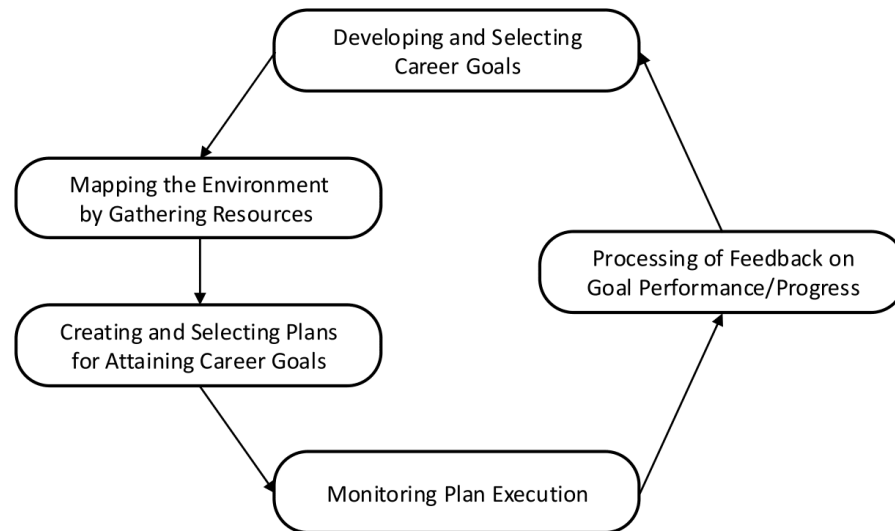 Developing and Selecting
Career Goals
Mapping the Environment
by Gathering Resources
Creating and Selecting Plans
for Attaining Career Goals
Monitoring Plan Execution
Processing of Feedback on
Goal Performance/Progress